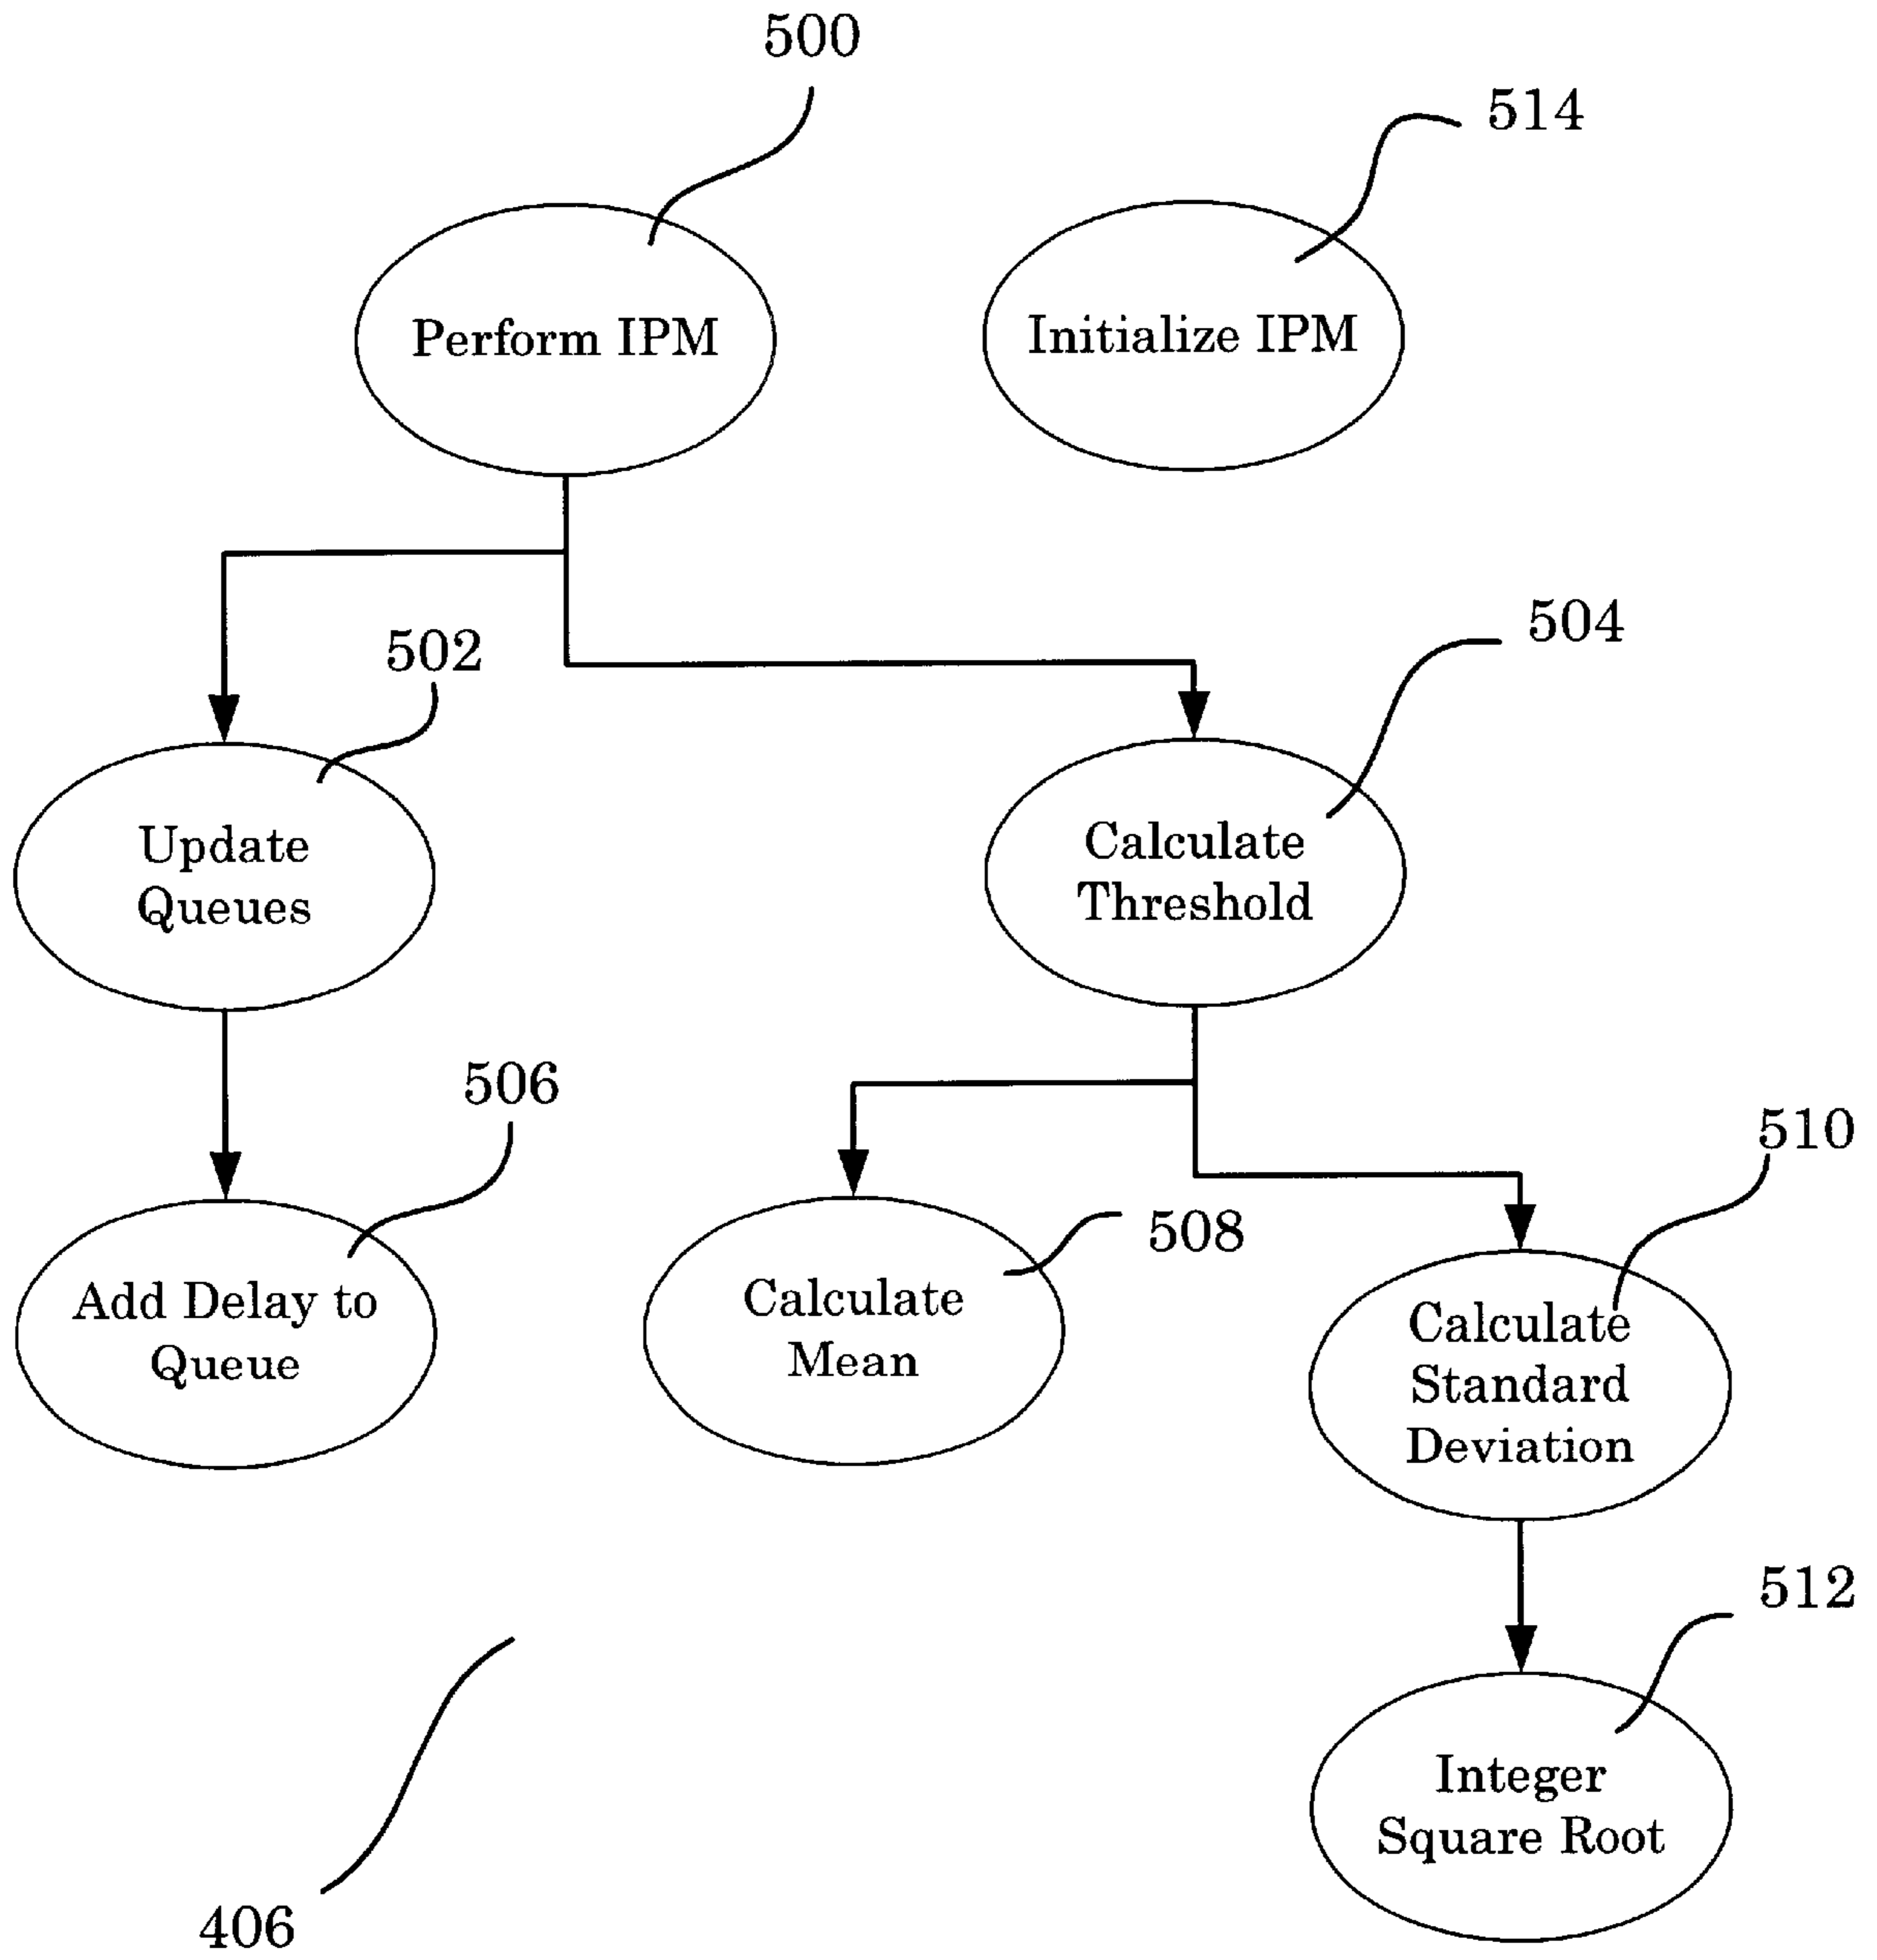 500
514
Perform IPM
Initialize IPM
502
504
Update
Queues
Calculate
Threshold
506
510
508
Add Delay to
Queue
Calculate
Mean
Calculate
Standard
Deviation
512
Integer
Square Root
406